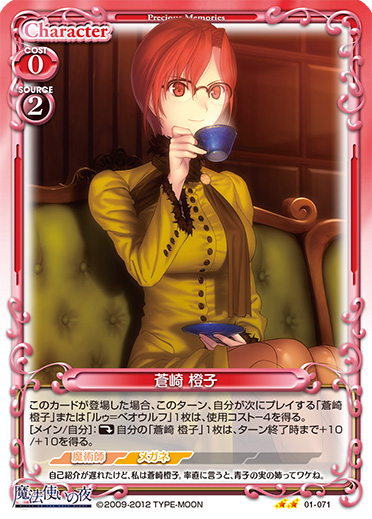 Precious Memories
Character
COST
0
SOURCE
2
蒼崎 橙子
このカードが登場した場合、このターン、自分が次にプレイする「蒼崎
橙子」または「ルゥ=ベオウルフ」1枚は、使用コスト-4を得る。
[メイン/自分]: 自分の「蒼崎 橙子」1枚は、ターン終了時まで+10
/+10を得る。
魔術師 メガネ
自己紹介が遅れたけど、私は蒼崎橙子。率直に言うと、青子の実の姉ってワケね。
魔法使いの夜
©2009-2012 TYPE-MOON
01-071